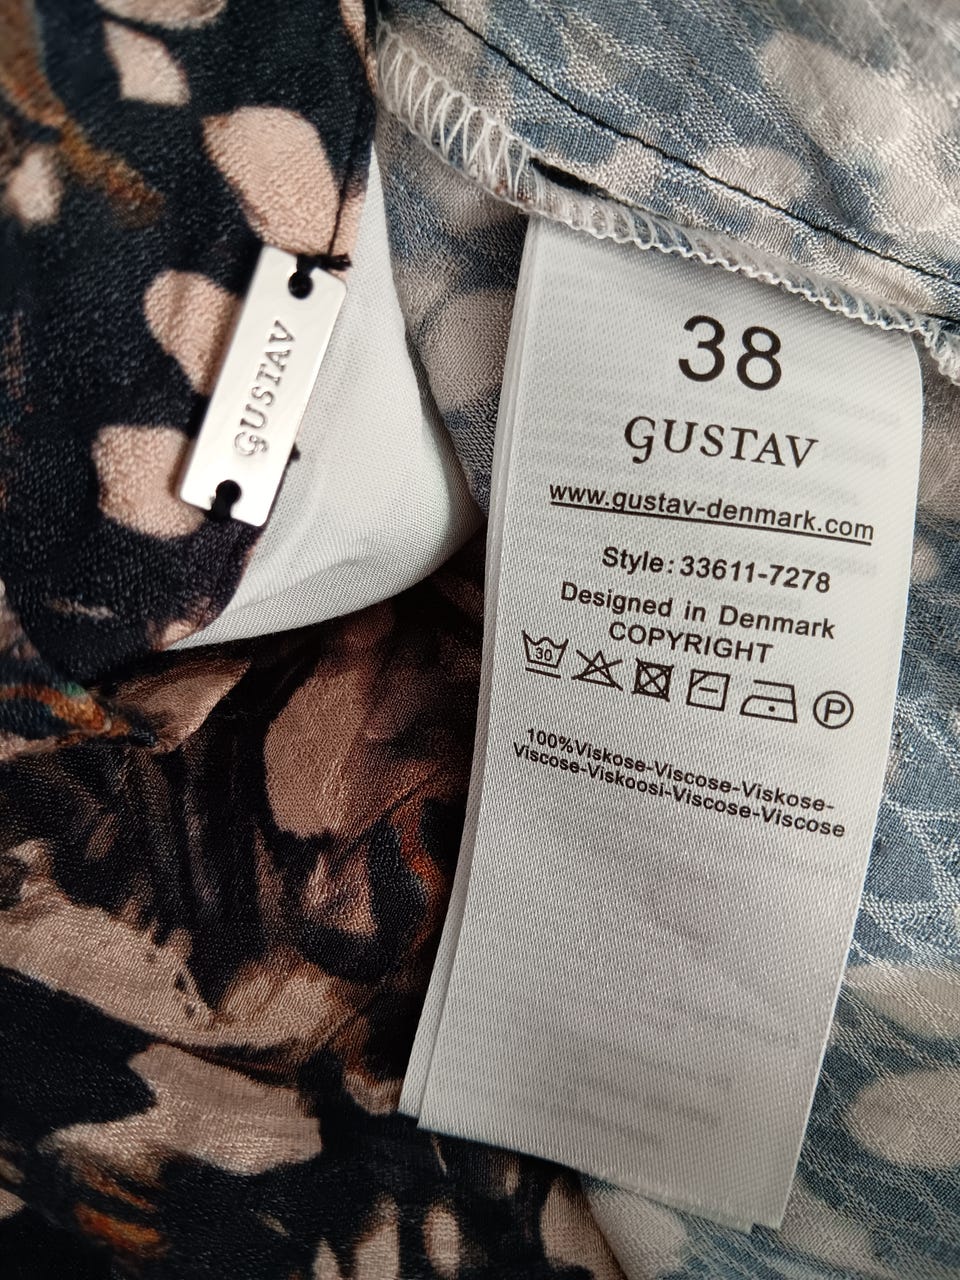 GUSTAV
38
GUSTAV
www.gustav-denmark.com
Style: 33611-7278
Designed in Denmark
COPYRIGHT
30 P
100%Viskose-Viscose-Viskose-
Viscose-Viskoosi-Viscose-Viscose